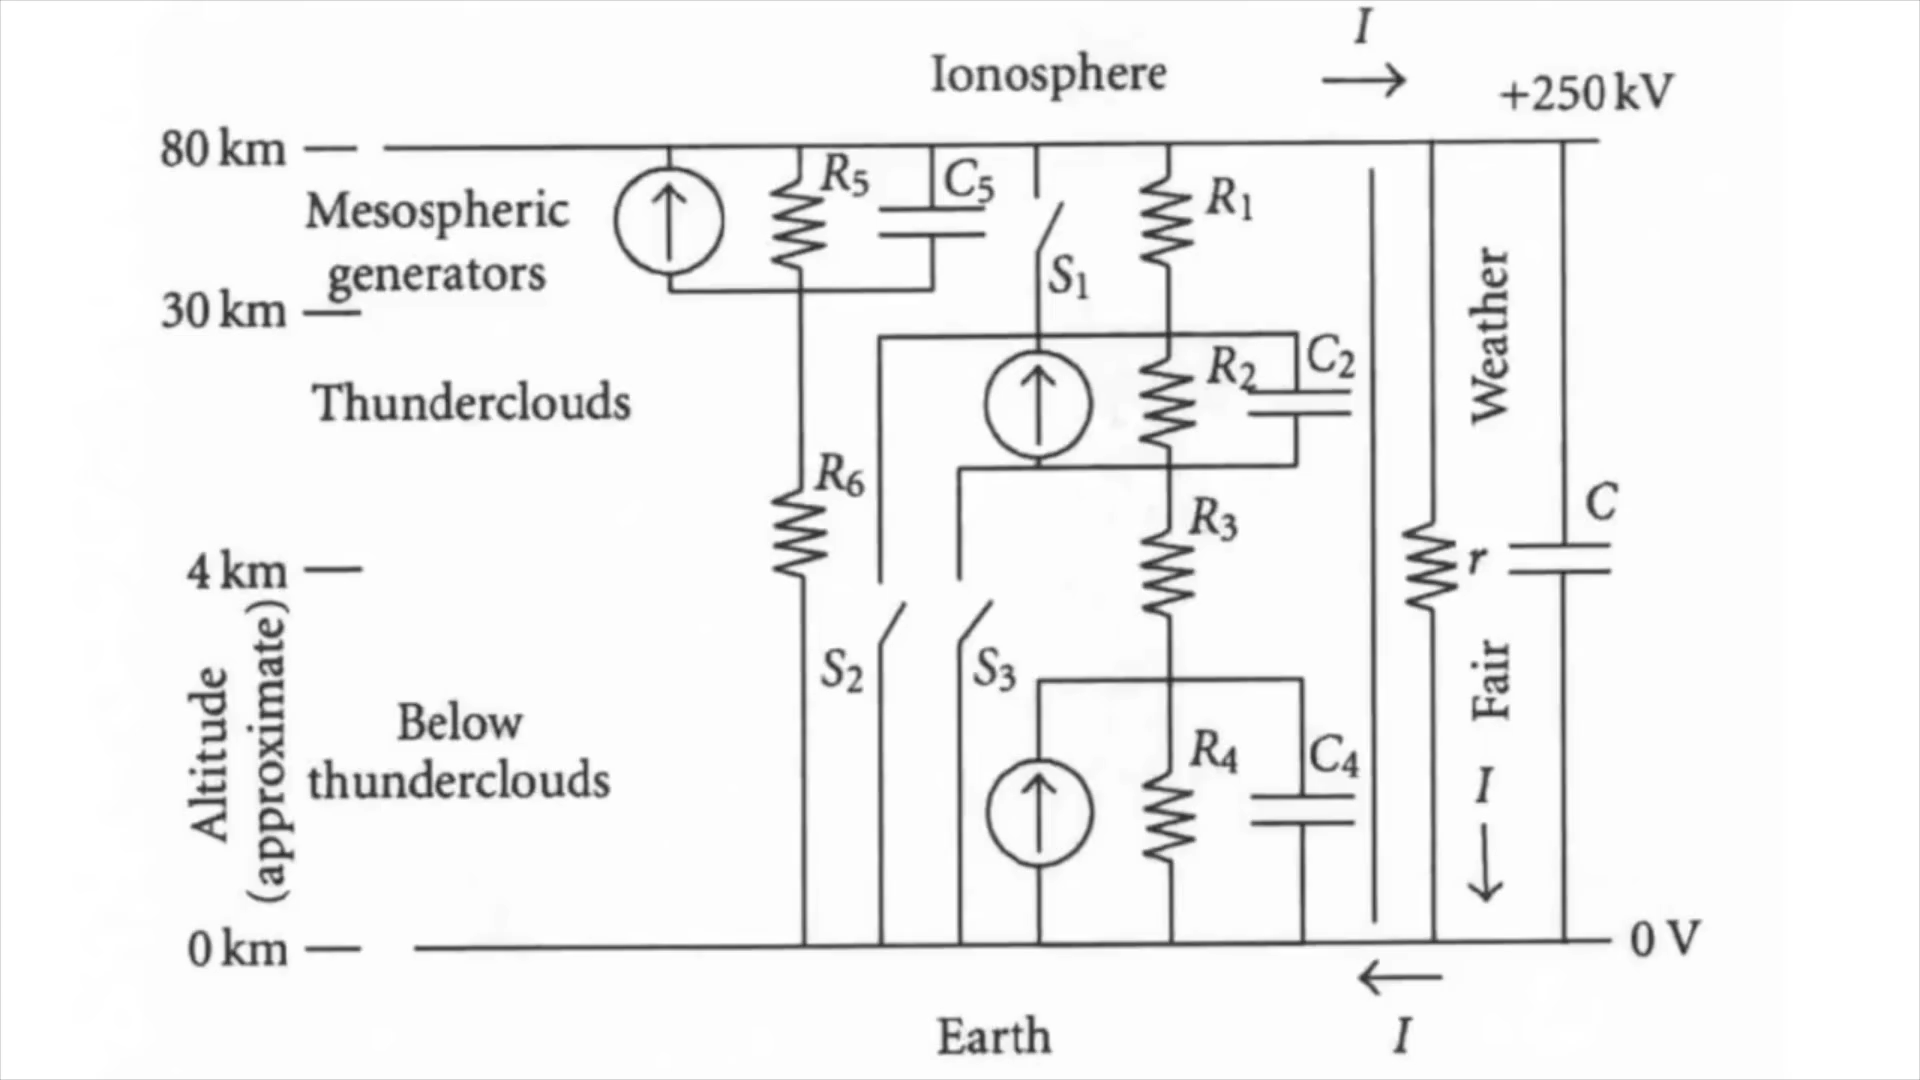 I
Ionosphere
+250 kV
80 km
R5
C5
R1
Mesospheric
generators
S1
30 km
Weather
R2
C2
Thunderclouds
R6
R3
C
4 km
r
S2
S3
Fair
Altitude
(approximate)
Below
thunderclouds
R4
C4
I
0 km
0 V
Earth
I